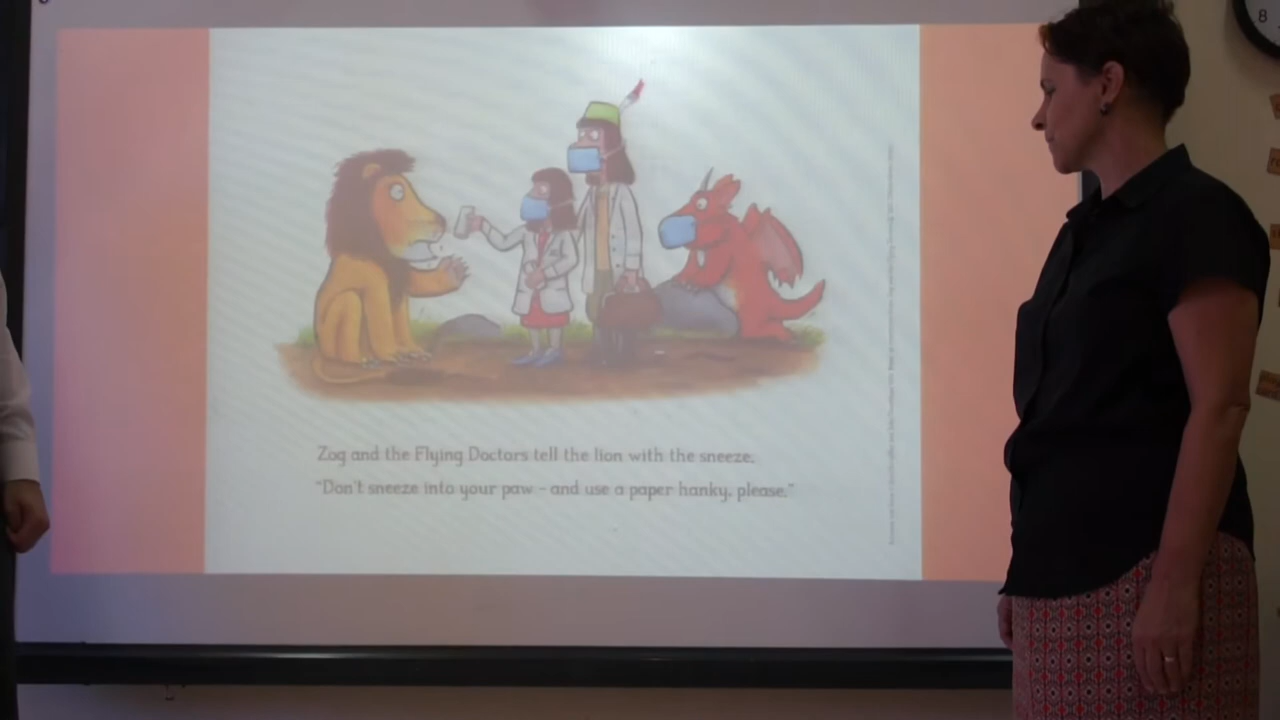 Zog and the Flying Doctors tell the lion with the sneeze,
"Don't sneeze into your paw – and use a paper hanky, please."
8